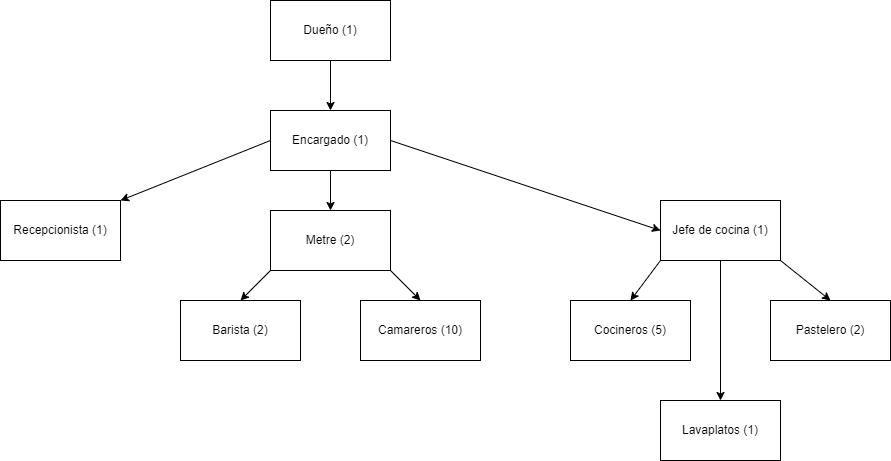 Dueño (1)
Encargado (1)
Recepcionista (1)
Metre (2)
Jefe de cocina (1)
Barista (2)
Camareros (10)
Cocineros (5)
Pastelero (2)
Lavaplatos (1)